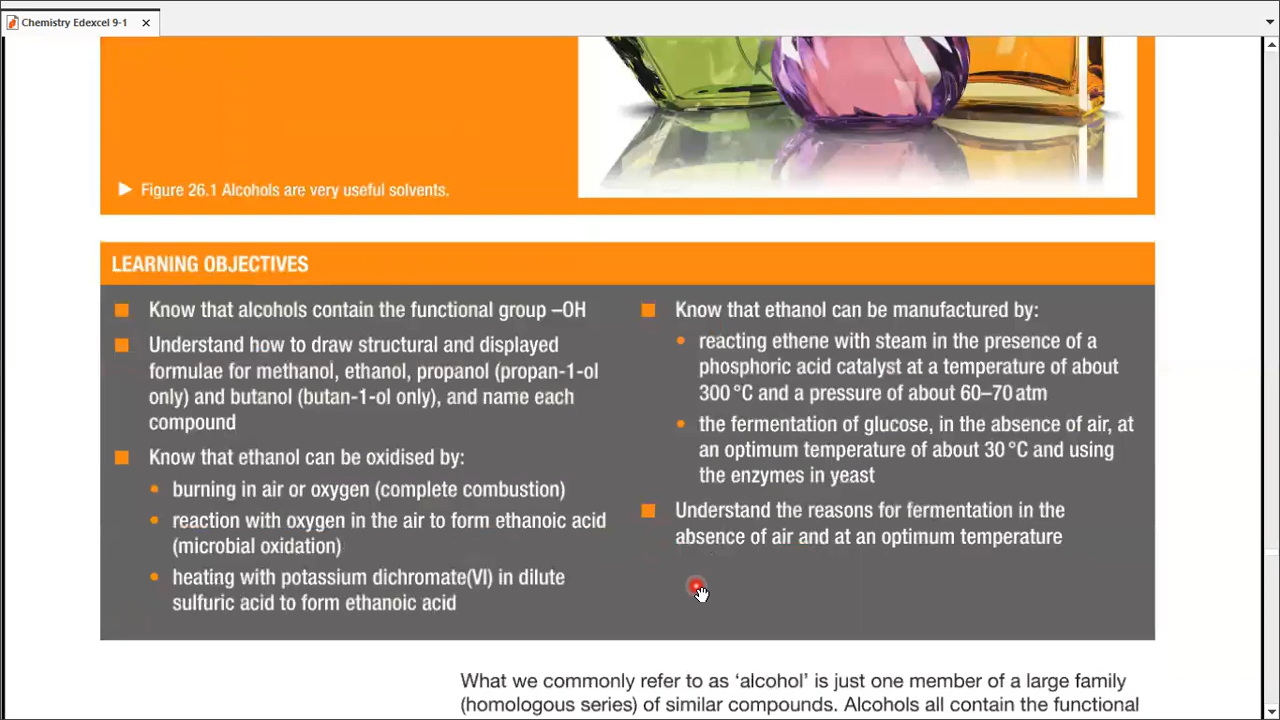 Chemistry Edexcel 9-1
Figure 26.1 Alcohols are very useful solvents.
LEARNING OBJECTIVES
Know that alcohols contain the functional group –OH
Understand how to draw structural and displayed
formulae for methanol, ethanol, propanol (propan-1-ol
only) and butanol (butan-1-ol only), and name each
compound
Know that ethanol can be oxidised by:
burning in air or oxygen (complete combustion)
reaction with oxygen in the air to form ethanoic acid
(microbial oxidation)
heating with potassium dichromate(VI) in dilute
sulfuric acid to form ethanoic acid
Know that ethanol can be manufactured by:
reacting ethene with steam in the presence of a
phosphoric acid catalyst at a temperature of about
300 °C and a pressure of about 60–70 atm
the fermentation of glucose, in the absence of air, at
an optimum temperature of about 30 °C and using
the enzymes in yeast
Understand the reasons for fermentation in the
absence of air and at an optimum temperature
What we commonly refer to as ‘alcohol’ is just one member of a large family
(homologous series) of similar compounds. Alcohols all contain the functional